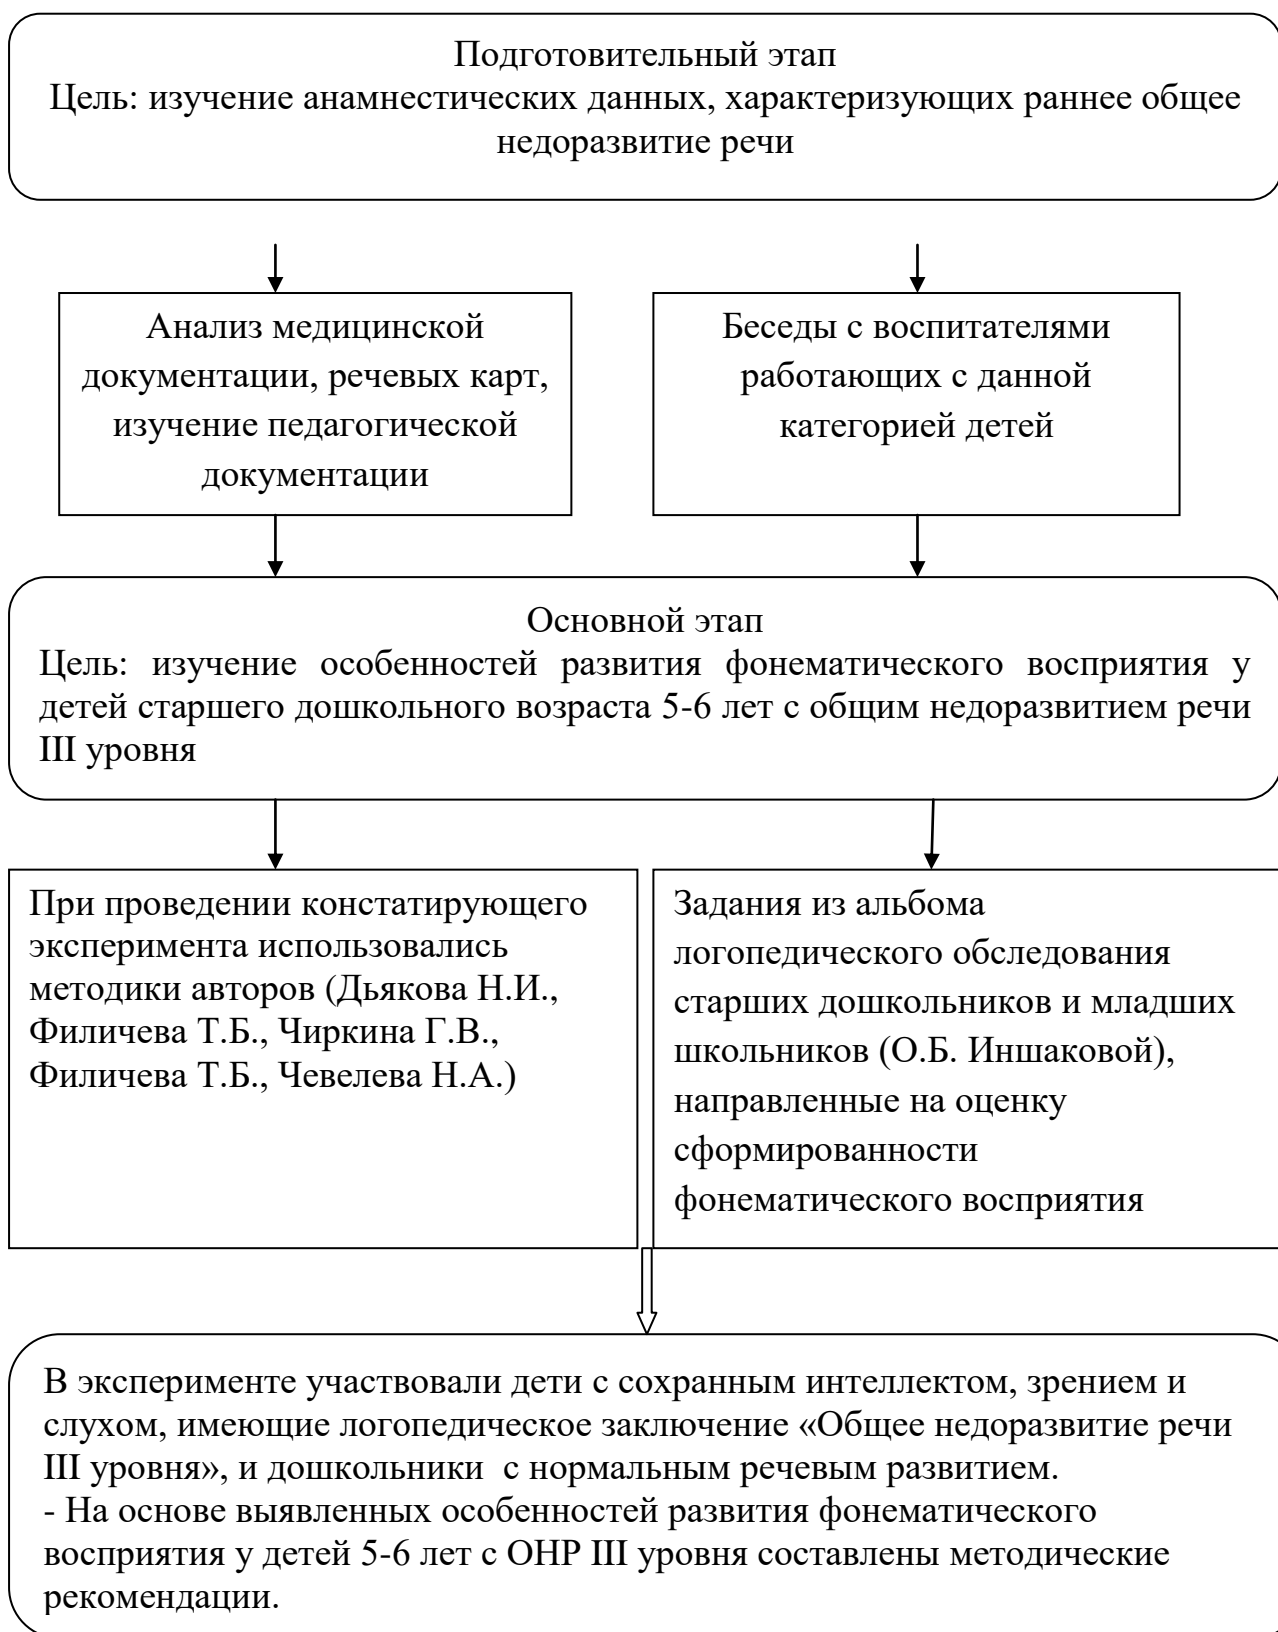 Подготовительный этап
Цель: изучение анамнестических данных, характеризующих раннее общее
недоразвитие речи
Анализ медицинской
документации, речевых карт,
изучение педагогической
документации
Беседы с воспитателями
работающих с данной
категорией детей
Основной этап
Цель: изучение особенностей развития фонематического восприятия у
детей старшего дошкольного возраста 5-6 лет с общим недоразвитием речи
III уровня
При проведении констатирующего
эксперимента использовались
методики авторов (Дьякова Н.И.,
Филичева Т.Б., Чиркина Г.В.,
Филичева Т.Б., Чевелева Н.А.)
Задания из альбома
логопедического обследования
старших дошкольников и младших
школьников (О.Б. Иншаковой),
направленные на оценку
сформированности
фонематического восприятия
В эксперименте участвовали дети с сохранным интеллектом, зрением и
слухом, имеющие логопедическое заключение «Общее недоразвитие речи
III уровня», и дошкольники  с нормальным речевым развитием.
- На основе выявленных особенностей развития фонематического
восприятия у детей 5-6 лет с ОНР III уровня составлены методические
рекомендации.